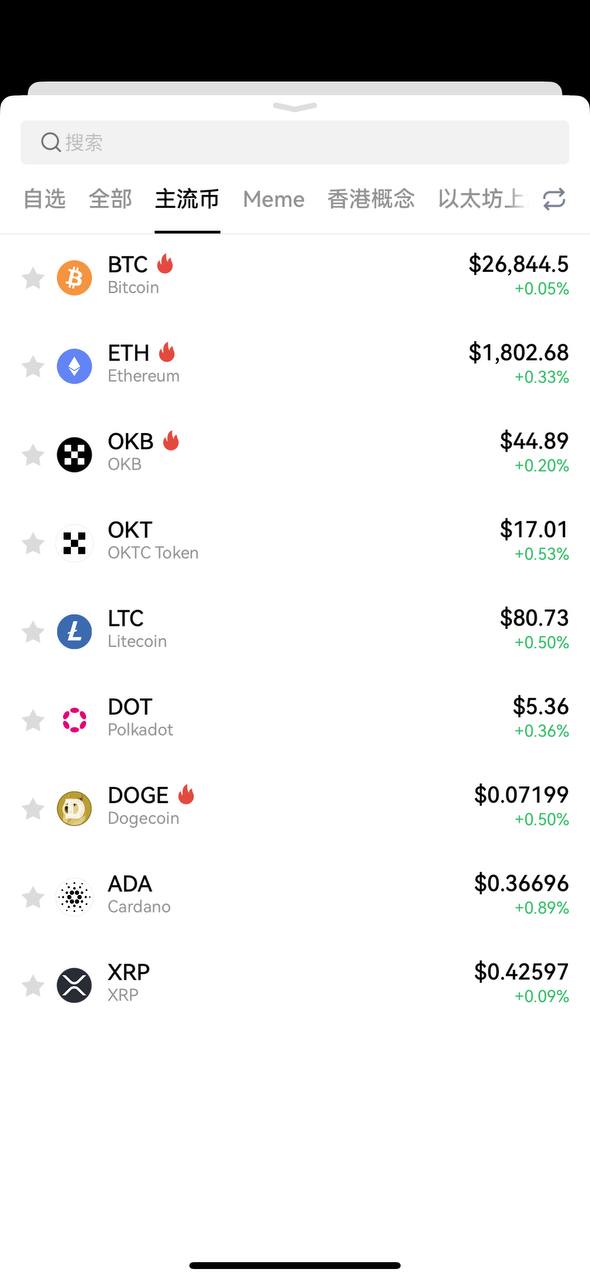 搜索
自选 全部 主流币 Meme 香港概念 以太坊上
BTC $26,844.5
Bitcoin +0.05%
ETH $1,802.68
Ethereum +0.33%
OKB $44.89
OKB +0.20%
OKT $17.01
OKTC Token +0.53%
LTC $80.73
Litecoin +0.50%
DOT $5.36
Polkadot +0.36%
DOGE $0.07199
Dogecoin +0.50%
ADA $0.36696
Cardano +0.89%
XRP $0.42597
XRP +0.09%